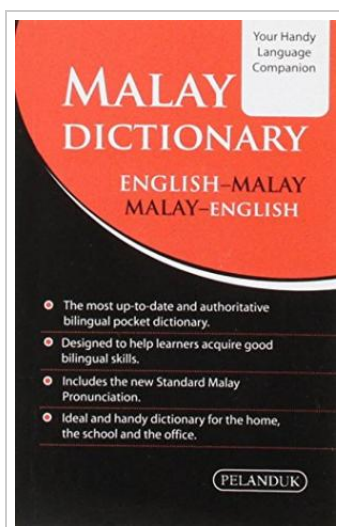 Your Handy
Language
Companion
MALAY
DICTIONARY
ENGLISH–MALAY
MALAY–ENGLISH
The most up-to-date and authoritative
bilingual pocket dictionary.
Designed to help learners acquire good
bilingual skills.
Includes the new Standard Malay
Pronunciation.
Ideal and handy dictionary for the home,
the school and the office.
PELANDUK